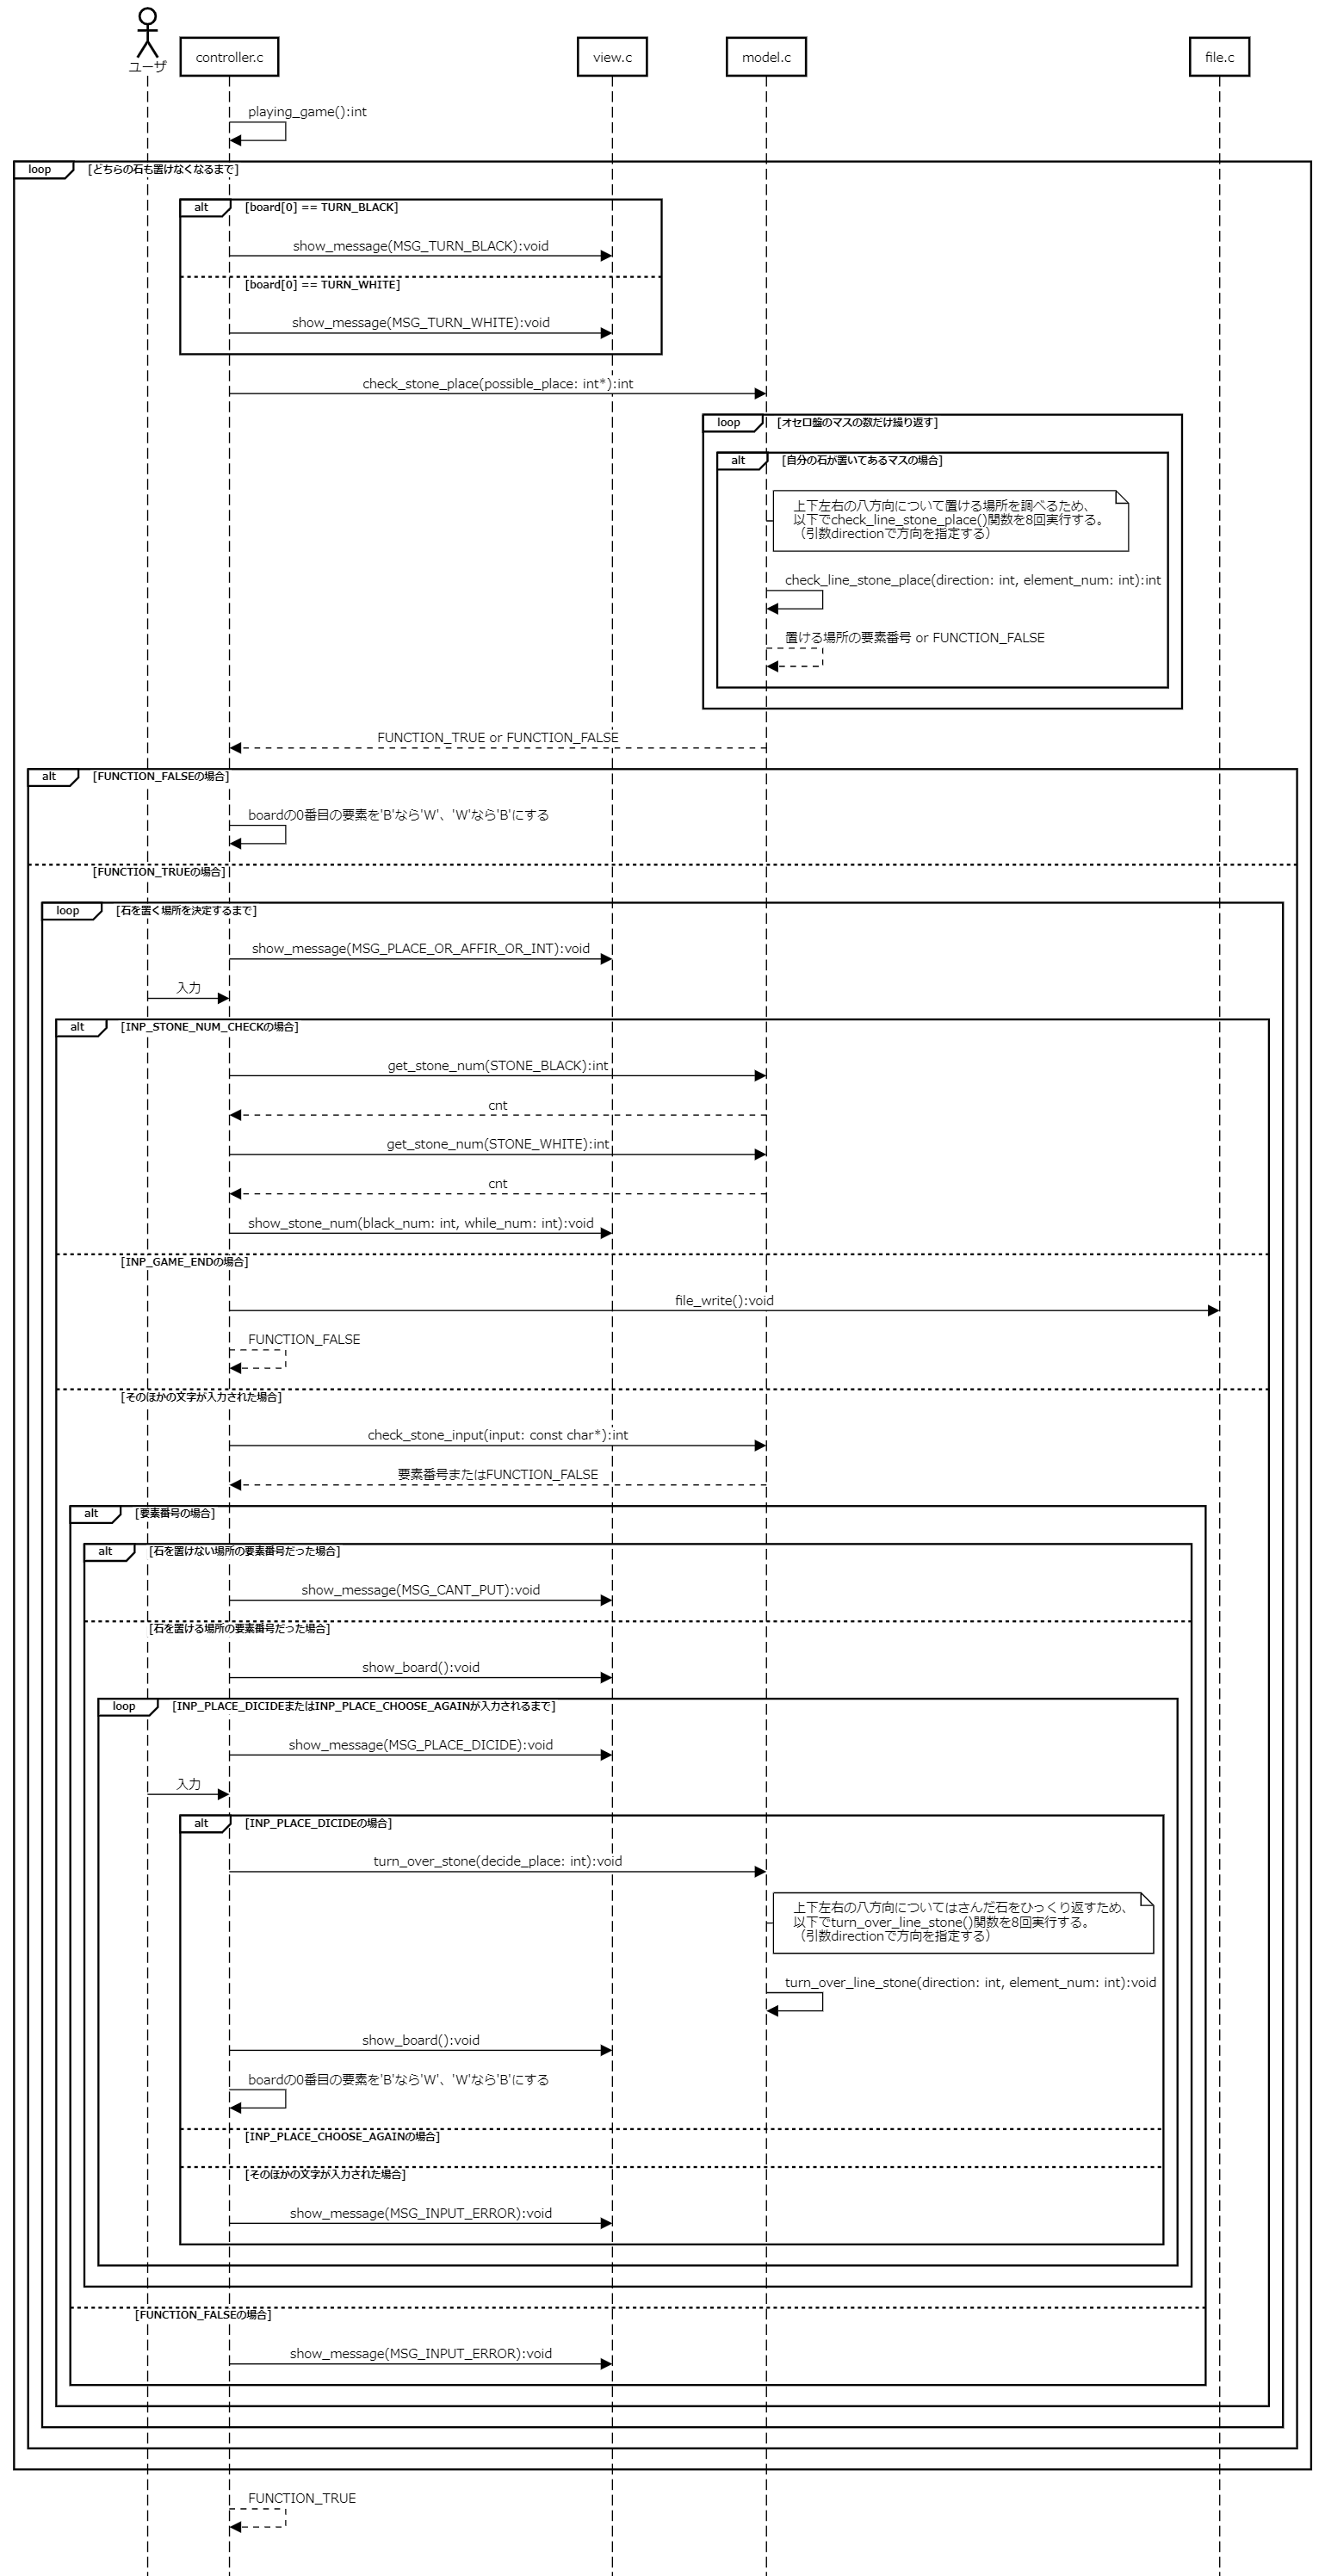 ユーザ
controller.c
view.c
model.c
file.c
playing_game():int
loop
[どちらの石も置けなくなるまで]
alt
[board[0] == TURN_BLACK]
show_message(MSG_TURN_BLACK):void
[board[0] == TURN_WHITE]
show_message(MSG_TURN_WHITE):void
check_stone_place(possible_place: int*):int
loop
[オセロ盤のマスの数だけ繰り返す]
alt
[自分の石が置いてあるマスの場合]
上下左右の八方向について置ける場所を調べるため、
以下でcheck_line_stone_place()関数を8回実行する。
（引数directionで方向を指定する）
check_line_stone_place(direction: int, element_num: int):int
置ける場所の要素番号 or FUNCTION_FALSE
FUNCTION_TRUE or FUNCTION_FALSE
alt
[FUNCTION_FALSEの場合]
boardの0番目の要素を'B'なら'W'、'W'なら'B'にする
[FUNCTION_TRUEの場合]
loop
[石を置く場所を決定するまで]
show_message(MSG_PLACE_OR_AFFIR_OR_INT):void
入力
alt
[INP_STONE_NUM_CHECKの場合]
get_stone_num(STONE_BLACK):int
cnt
get_stone_num(STONE_WHITE):int
cnt
show_stone_num(black_num: int, while_num: int):void
[INP_GAME_ENDの場合]
file_write():void
FUNCTION_FALSE
[そのほかの文字が入力された場合]
check_stone_input(input: const char*):int
要素番号またはFUNCTION_FALSE
alt
[要素番号の場合]
alt
[石を置けない場所の要素番号だった場合]
show_message(MSG_CANT_PUT):void
[石を置ける場所の要素番号だった場合]
show_board():void
loop
[INP_PLACE_DICIDEまたはINP_PLACE_CHOOSE_AGAINが入力されるまで]
show_message(MSG_PLACE_DICIDE):void
入力
alt
[INP_PLACE_DICIDEの場合]
turn_over_stone(decide_place: int):void
上下左右の八方向についてはさんだ石をひっくり返すため、
以下でturn_over_line_stone()関数を8回実行する。
（引数directionで方向を指定する）
turn_over_line_stone(direction: int, element_num: int):void
show_board():void
boardの0番目の要素を'B'なら'W'、'W'なら'B'にする
[INP_PLACE_CHOOSE_AGAINの場合]
[そのほかの文字が入力された場合]
show_message(MSG_INPUT_ERROR):void
[FUNCTION_FALSEの場合]
show_message(MSG_INPUT_ERROR):void
FUNCTION_TRUE